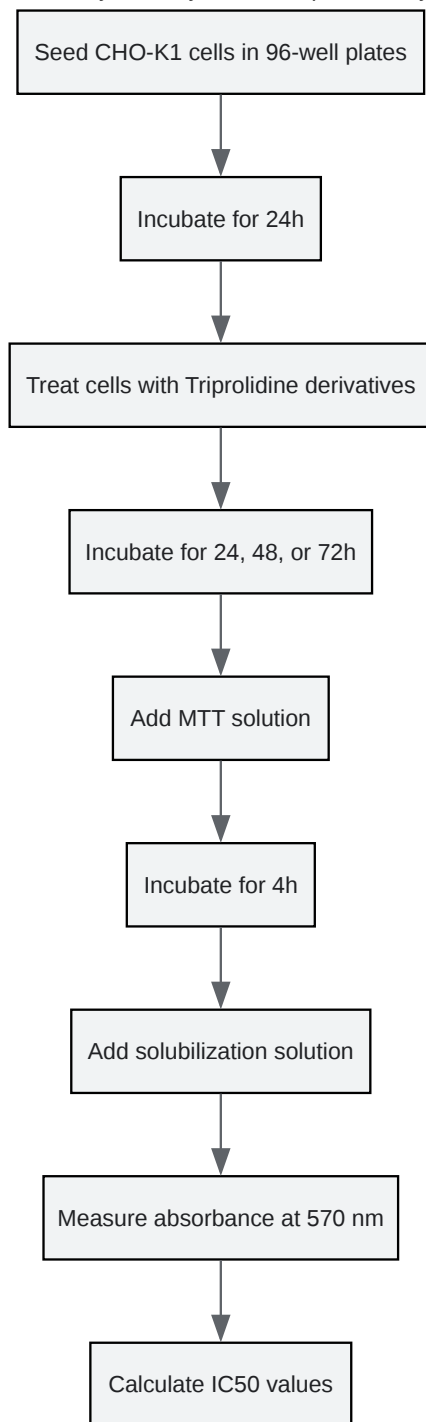 Seed CHO-K1 cells in 96-well plates
Incubate for 24h
Treat cells with Triprolidine derivatives
Incubate for 24, 48, or 72h
Add MTT solution
Incubate for 4h
Add solubilization solution
Measure absorbance at 570 nm
Calculate IC50 values